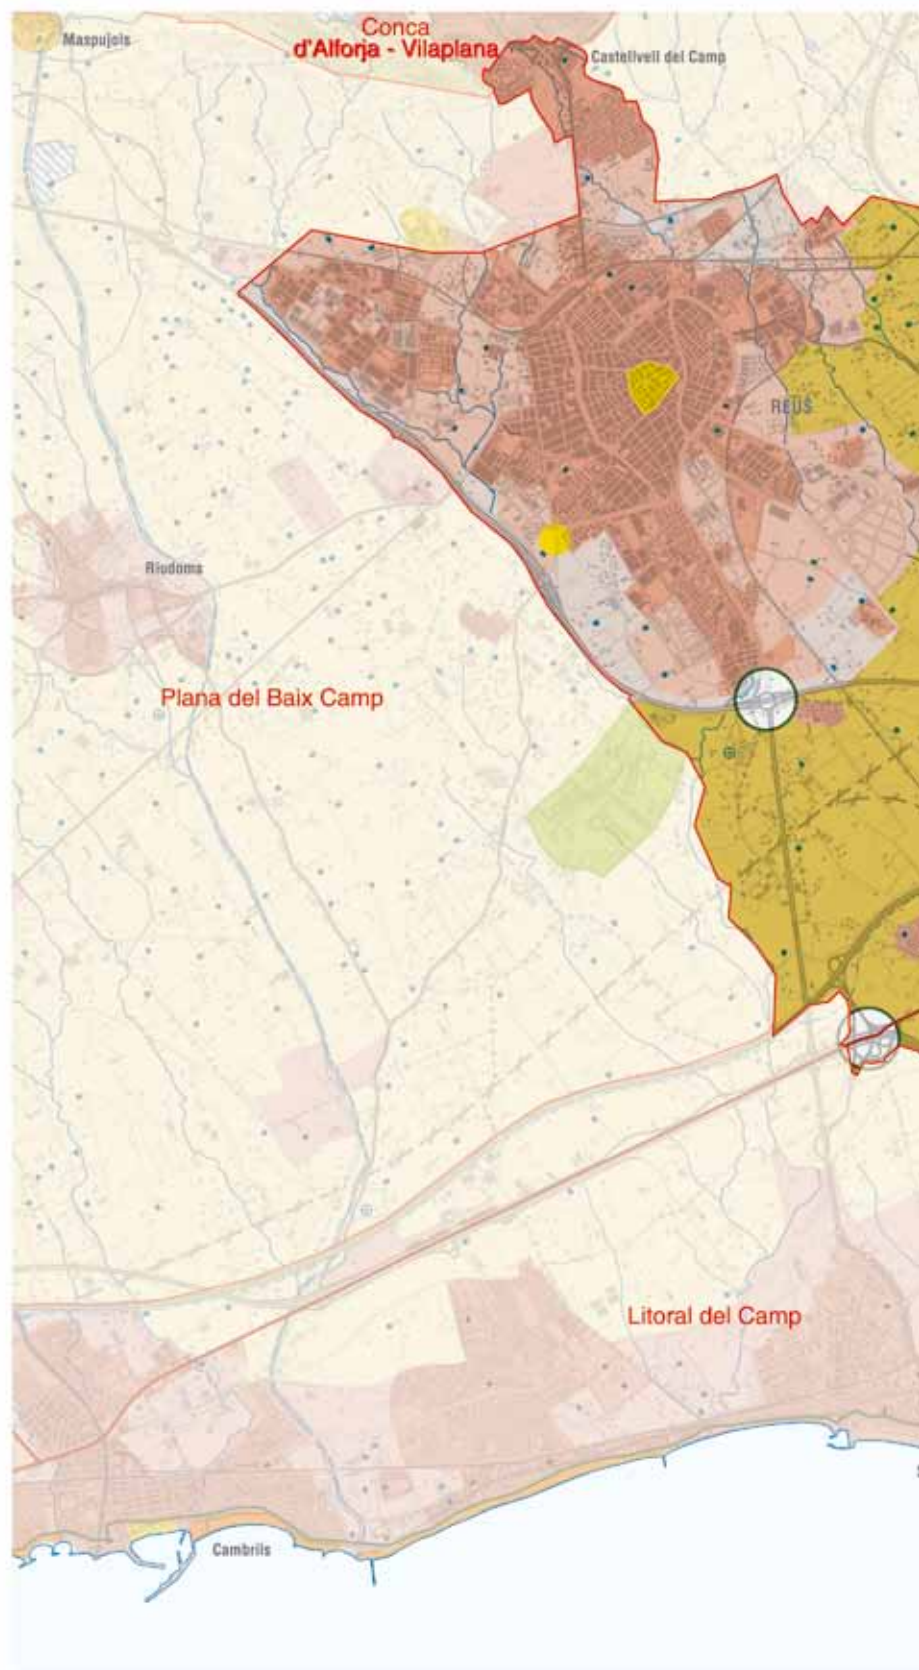 Conca
d'Alforja - Vilaplana
Maspujols
Castellvell del Camp
REUS
Riudoms
Plana del Baix Camp
Litoral del Camp
Cambrils